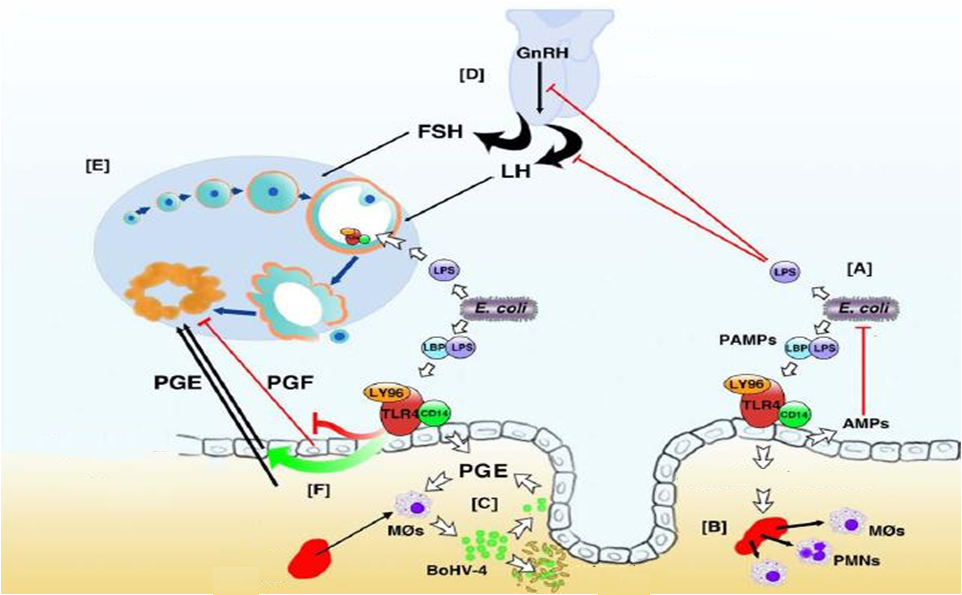 GnRH
[D]
FSH
LH
[E]
LPS
LPS
[A]
E. coli
E. coli
LBP LPS
PAMPs
LBP LPS
PGE
PGF
LY96
TLR4
CD14
LY96
TLR4
CD14
AMPs
[F]
PGE
[C]
MØs
BoHV-4
[B]
MØs
PMNs